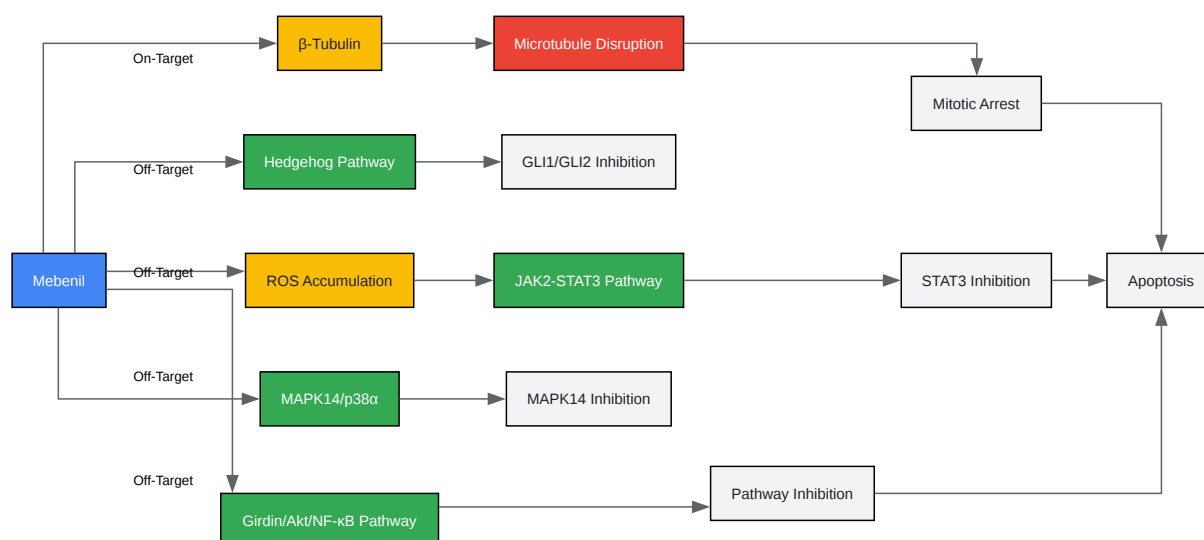 β-Tubulin
Microtubule Disruption
On-Target
Mitotic Arrest
Hedgehog Pathway
GLI1/GLI2 Inhibition
Off-Target
Mebenil
Off-Target
ROS Accumulation
JAK2-STAT3 Pathway
STAT3 Inhibition
Apoptosis
Off-Target
MAPK14/p38α
MAPK14 Inhibition
Off-Target
Pathway Inhibition
Girdin/Akt/NF-κB Pathway